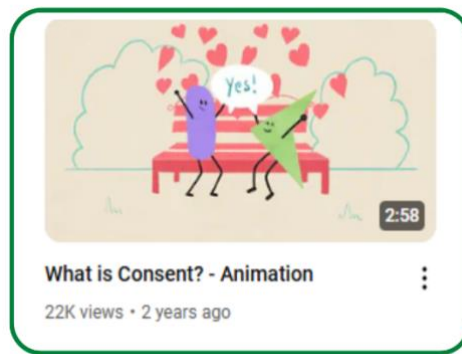 Yes!
2:58
What is Consent? - Animation
22K views • 2 years ago